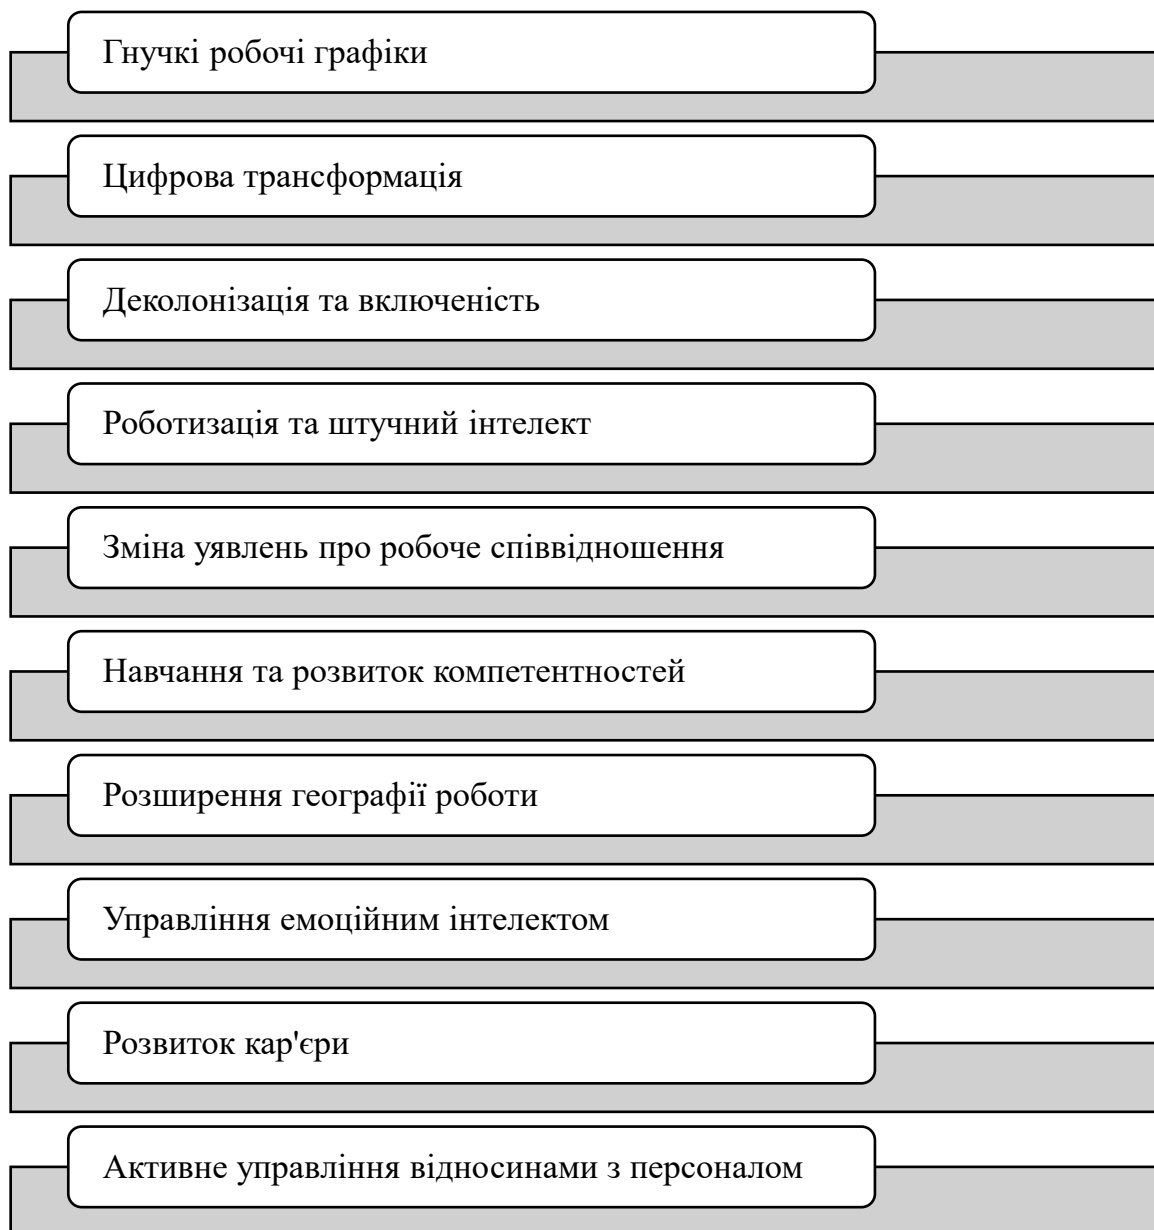 Гнучкі робочі графіки
Цифрова трансформація
Деколонізація та включеність
Роботизація та штучний інтелект
Зміна уявлень про робоче співвідношення
Навчання та розвиток компетентностей
Розширення географії роботи
Управління емоційним інтелектом
Розвиток кар'єри
Активне управління відносинами з персоналом